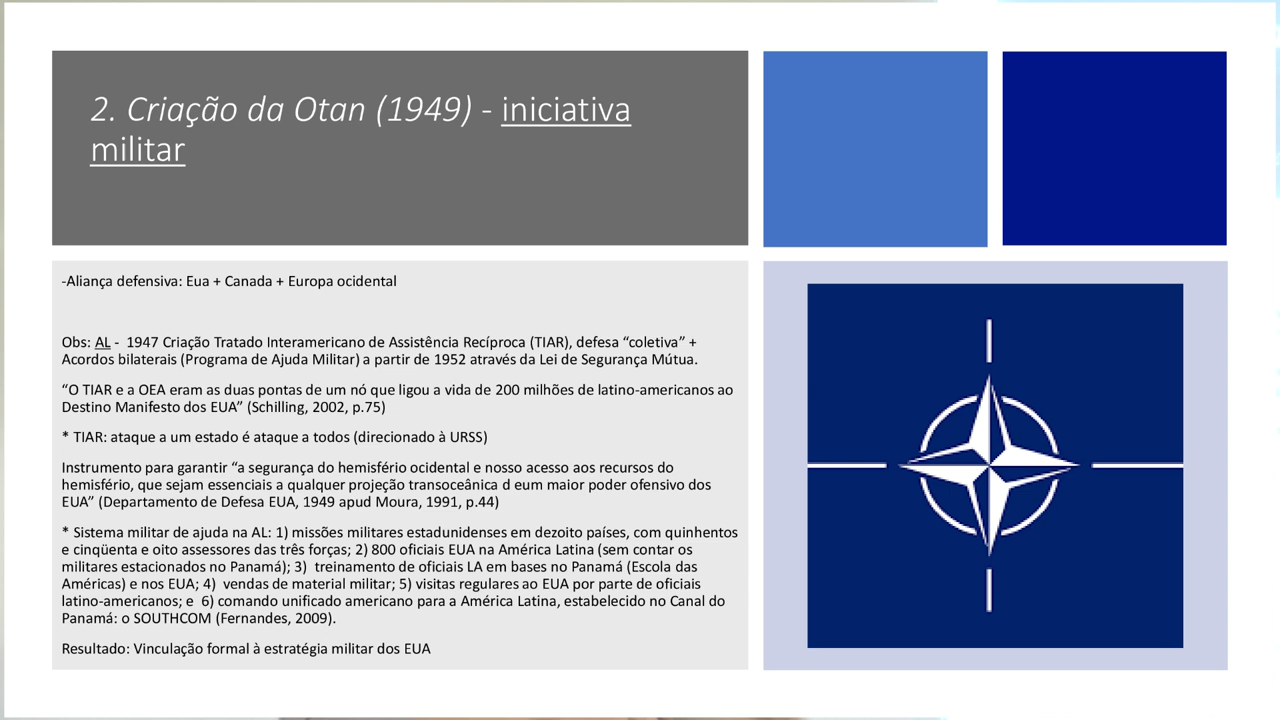 2. Criação da Otan (1949) - iniciativa
militar
-Aliança defensiva: Eua + Canada + Europa ocidental
Obs: AL - 1947 Criação Tratado Interamericano de Assistência Recíproca (TIAR), defesa “coletiva” +
Acordos bilaterais (Programa de Ajuda Militar) a partir de 1952 através da Lei de Segurança Mútua.
“O TIAR e a OEA eram as duas pontas de um nó que ligou a vida de 200 milhões de latino-americanos ao
Destino Manifesto dos EUA” (Schilling, 2002, p.75)
* TIAR: ataque a um estado é ataque a todos (direcionado à URSS)
Instrumento para garantir “a segurança do hemisfério ocidental e nosso acesso aos recursos do
hemisfério, que sejam essenciais a qualquer projeção transoceânica d eum maior poder ofensivo dos
EUA” (Departamento de Defesa EUA, 1949 apud Moura, 1991, p.44)
* Sistema militar de ajuda na AL: 1) missões militares estadunidenses em dezoito países, com quinhentos
e cinqüenta e oito assessores das três forças; 2) 800 oficiais EUA na América Latina (sem contar os
militares estacionados no Panamá); 3) treinamento de oficiais LA em bases no Panamá (Escola das
Américas) e nos EUA; 4) vendas de material militar; 5) visitas regulares ao EUA por parte de oficiais
latino-americanos; e 6) comando unificado americano para a América Latina, estabelecido no Canal do
Panamá: o SOUTHCOM (Fernandes, 2009).
Resultado: Vinculação formal à estratégia militar dos EUA